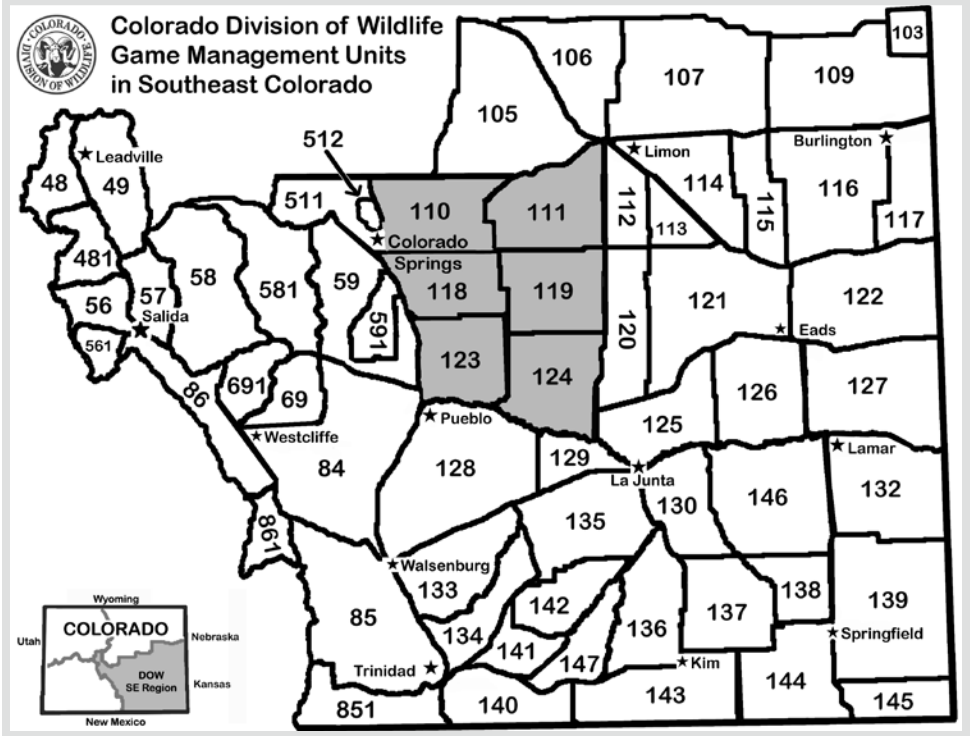 COLORADO
DIVISION OF WILDLIFE
Colorado Division of Wildlife
Game Management Units
in Southeast Colorado
103
106
107
109
105
512
Leadville
Limon
Burlington
48
49
511
110
111
112
114
115
116
117
113
481
Colorado
Springs
58
581
59
56
57
118
119
120
121
122
Salida
591
Eads
561
123
124
126
127
86
691
69
125
Pueblo
Westcliffe
84
128
129
Lamar
La Junta
130
146
132
861
135
Walsenburg
133
138
139
142
137
85
136
134
141
Springfield
147
Kim
Trinidad
143
144
145
851
140
Wyoming
COLORADO
Utah
Nebraska
DOW
SE Region
Kansas
New Mexico